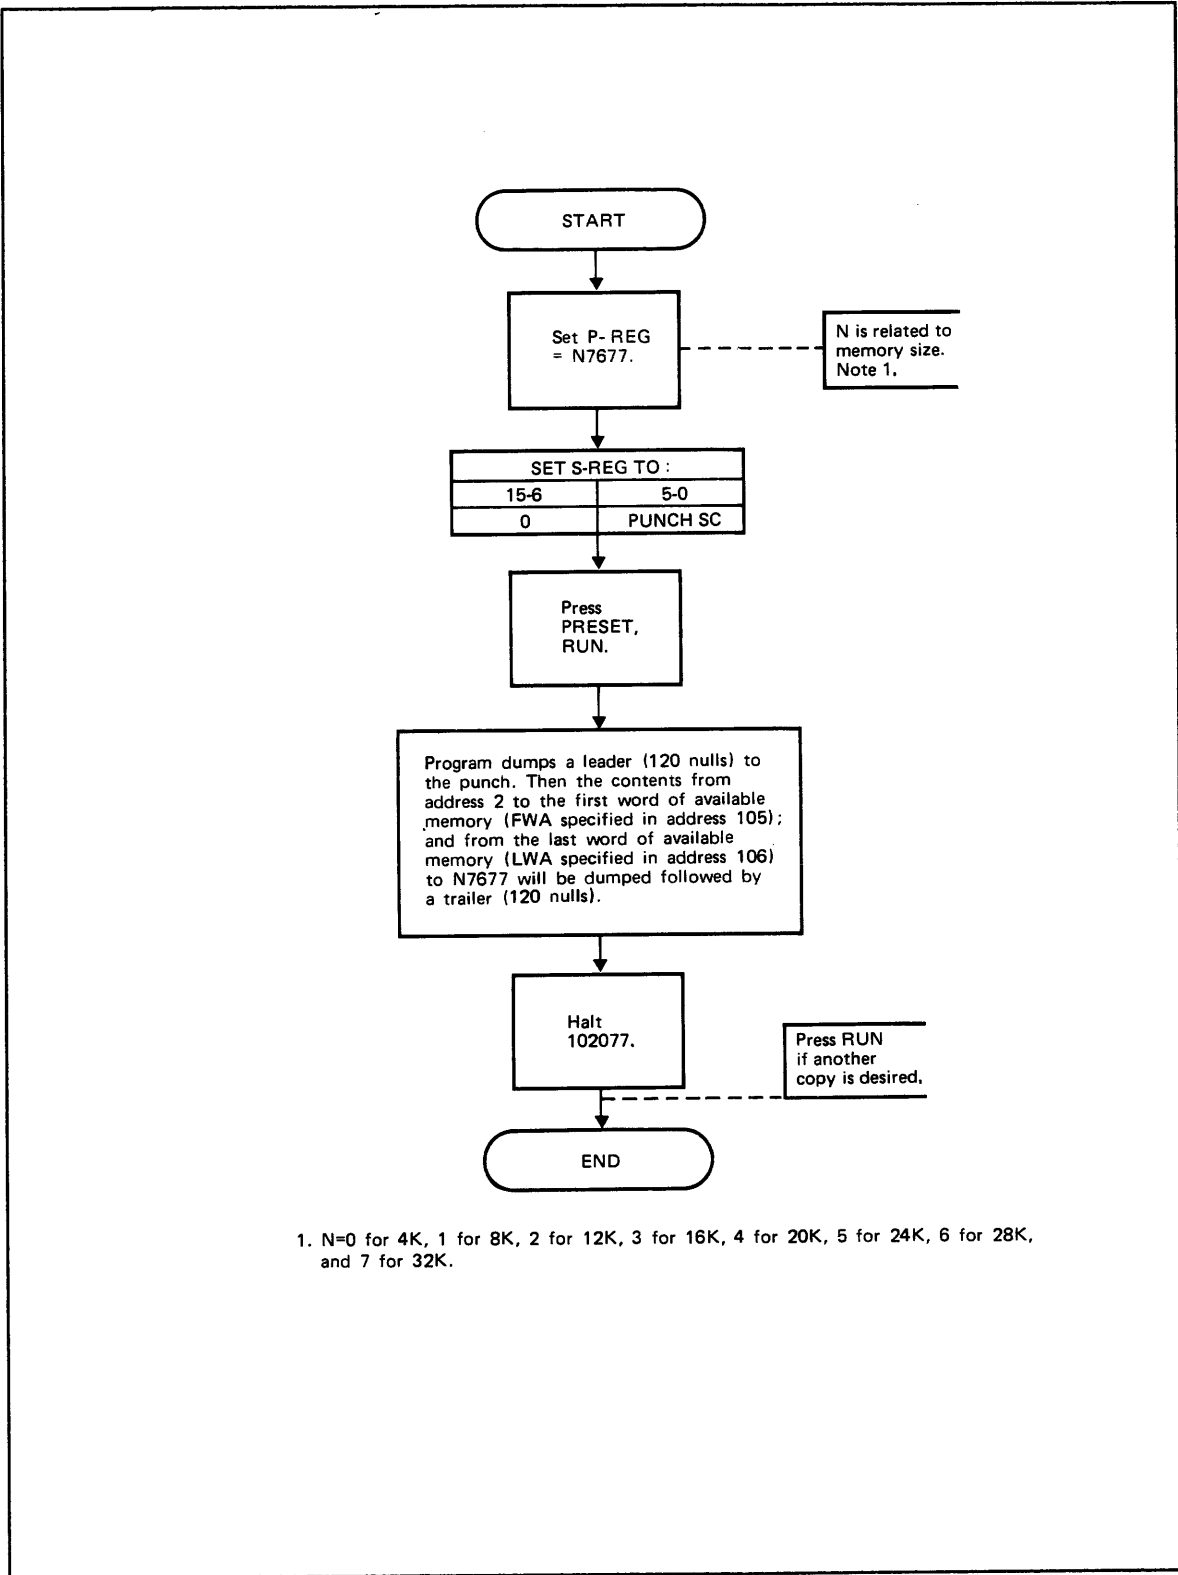 START
Set P- REG
= N7677.
N is related to
memory size.
Note 1.
SET S-REG TO :
15-6 5-0
0 PUNCH SC
Press
PRESET,
RUN.
Program dumps a leader (120 nulls) to
the punch. Then the contents from
address 2 to the first word of available
memory (FWA specified in address 105);
and from the last word of available
memory (LWA specified in address 106)
to N7677 will be dumped followed by
a trailer (120 nulls).
Halt
102077.
Press RUN
if another
copy is desired.
END
1. N=0 for 4K, 1 for 8K, 2 for 12K, 3 for 16K, 4 for 20K, 5 for 24K, 6 for 28K,
and 7 for 32K.